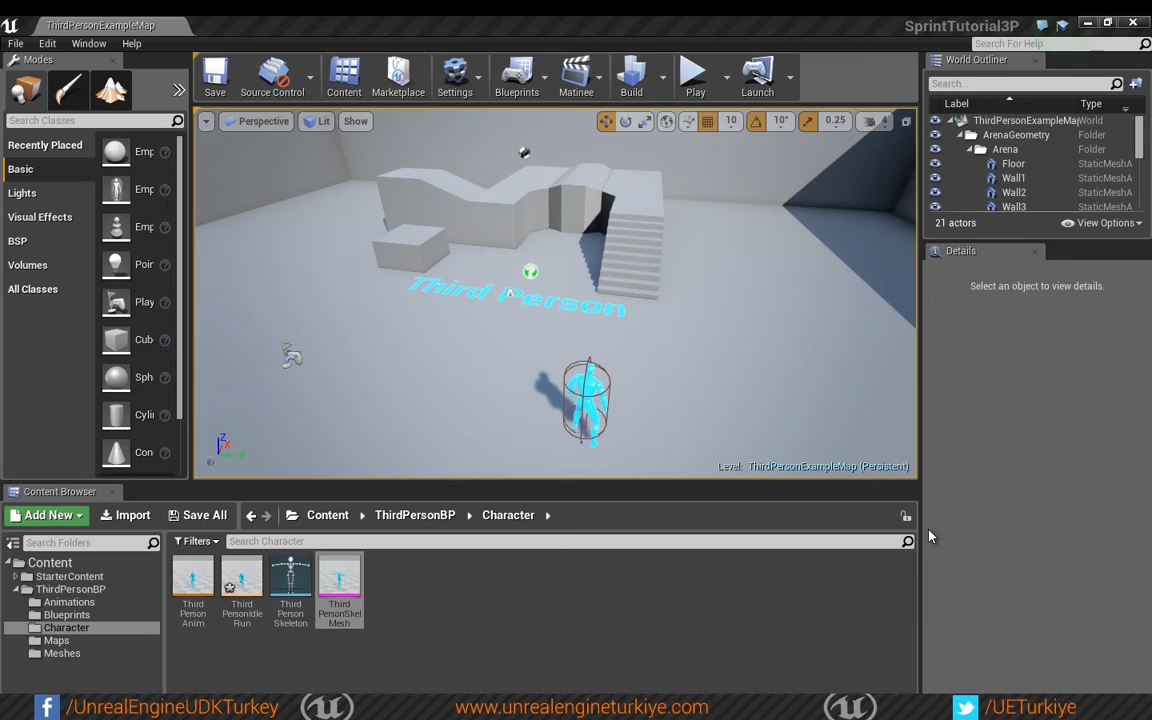 ThirdPersonExampleMap
SprintTutorial3P
File Edit Window Help
Search For Help
Modes
Search Classes
Recently Placed
Basic
Lights
Visual Effects
BSP
Volumes
All Classes
Emp
Emp
Emp
Poin
Play
Cub
Sph
Cylin
Con
Save
Source Control
Content
Marketplace
Settings
Blueprints
Matinee
Build
Play
Launch
Perspective
Lit
Show
10
10°
0.25
4
Third Person
Z
X
Level: ThirdPersonExampleMap (Persistent)
World Outliner
Search...
Label Type
ThirdPersonExampleMap World
ArenaGeometry Folder
Arena Folder
Floor StaticMeshA
Wall1 StaticMeshA
Wall2 StaticMeshA
Wall3 StaticMeshA
21 actors
View Options
Details
Select an object to view details.
Content Browser
Add New
Import
Save All
Content
ThirdPersonBP
Character
Search Folders
Filters
Search Character
Content
StarterContent
ThirdPersonBP
Animations
Blueprints
Character
Maps
Meshes
Third
Person
Anim
Third
PersonIdle
Run
Third
Person
Skeleton
Third
PersonSkel
Mesh
/UnrealEngineUDKTurkey
www.unrealengineturkiye.com
/UETurkiye